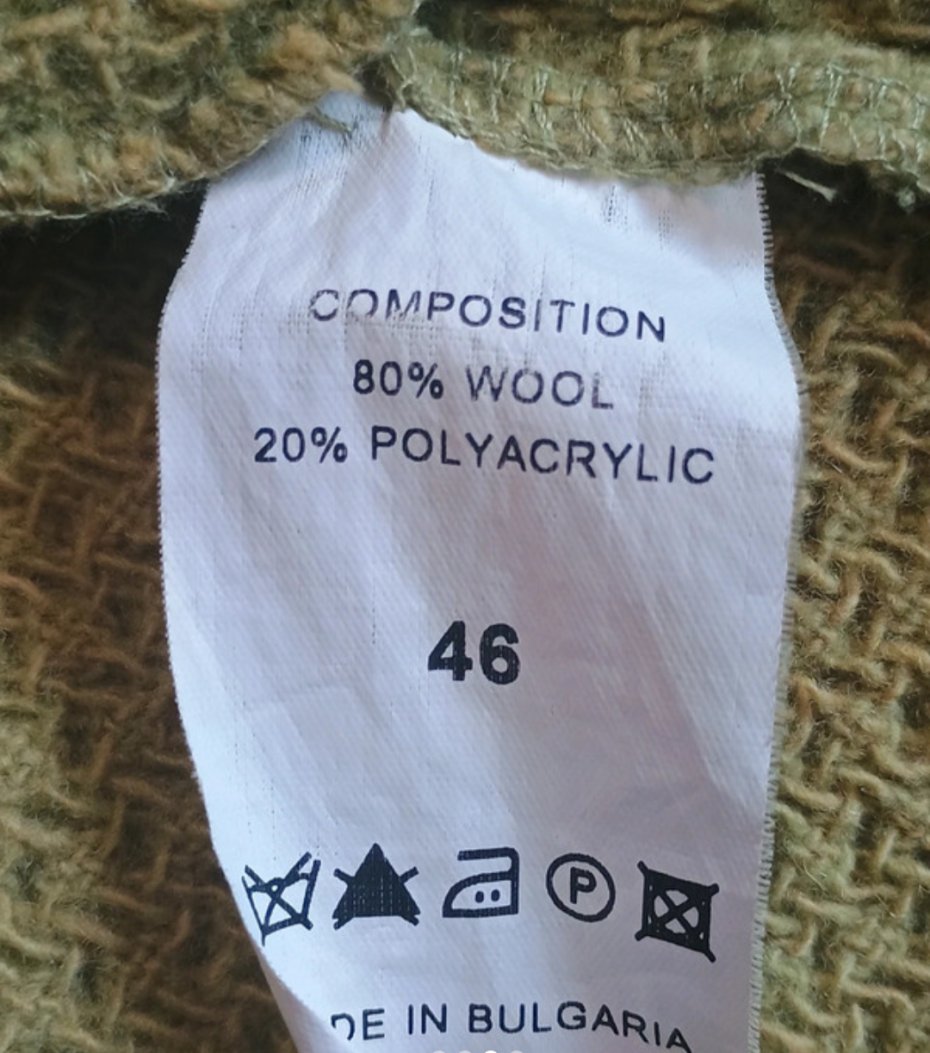 COMPOSITION
80% WOOL
20% POLYACRYLIC
46
P
DE IN BULGARIA